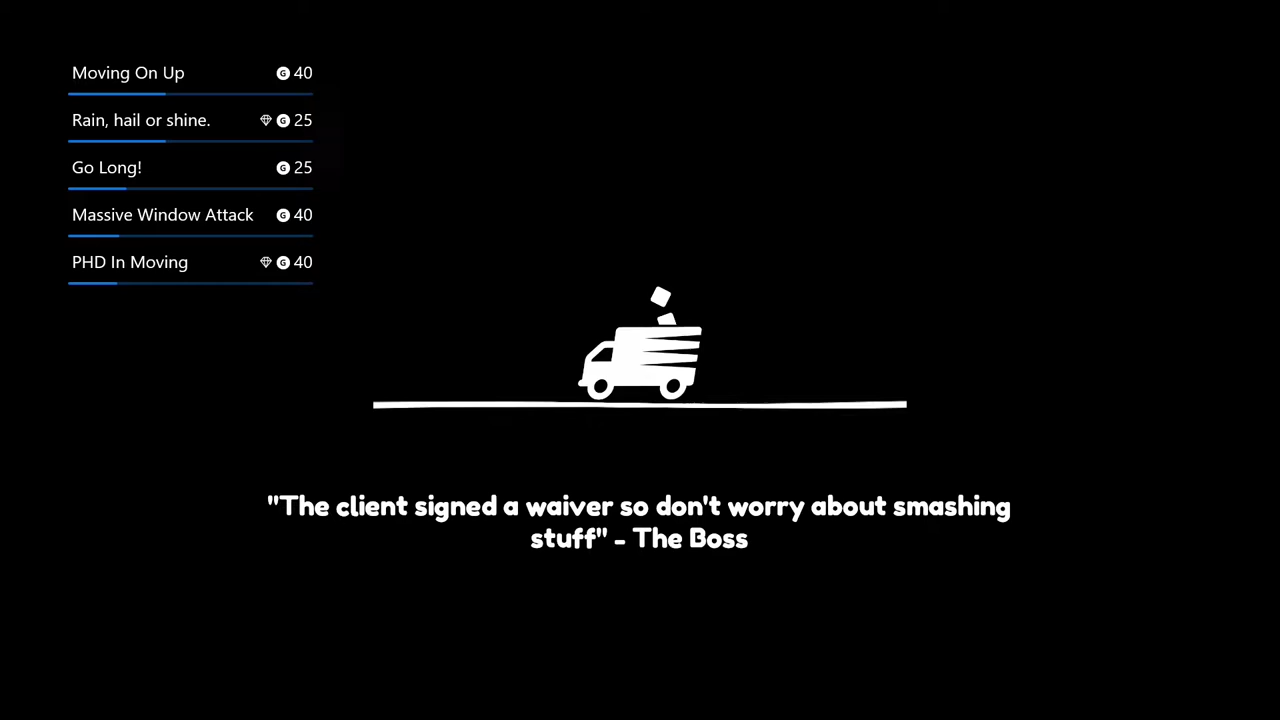 Moving On Up G 40
Rain, hail or shine. G 25
Go Long! G 25
Massive Window Attack G 40
PHD In Moving G 40
"The client signed a waiver so don't worry about smashing
stuff" - The Boss